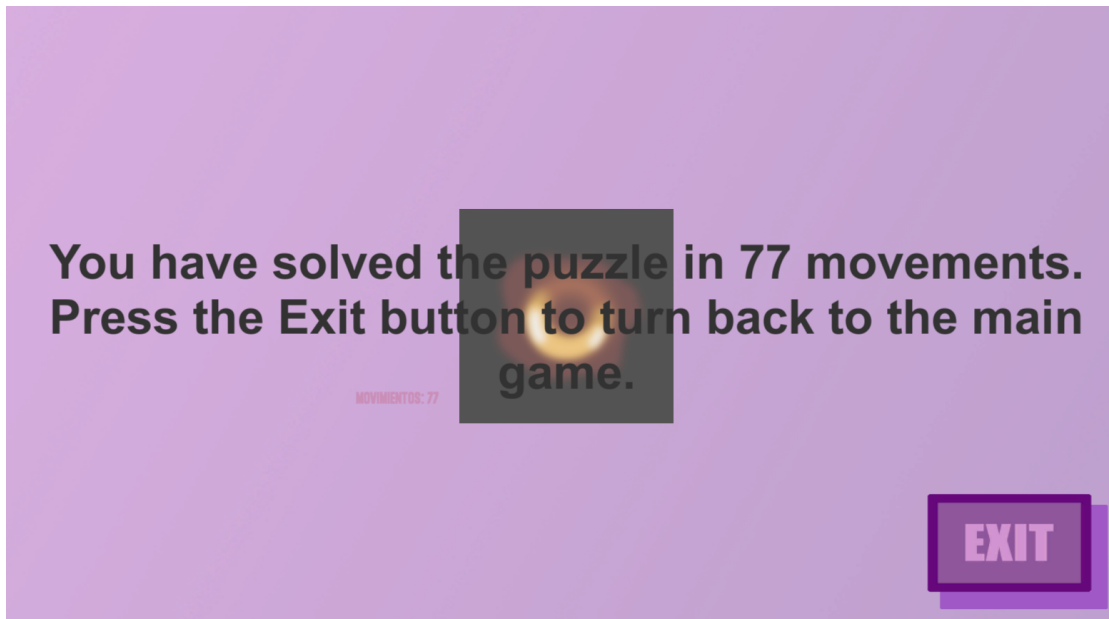 You have solved the puzzle in 77 movements.
Press the Exit button to turn back to the main
game.
MOVIMIENTOS: 77
EXIT